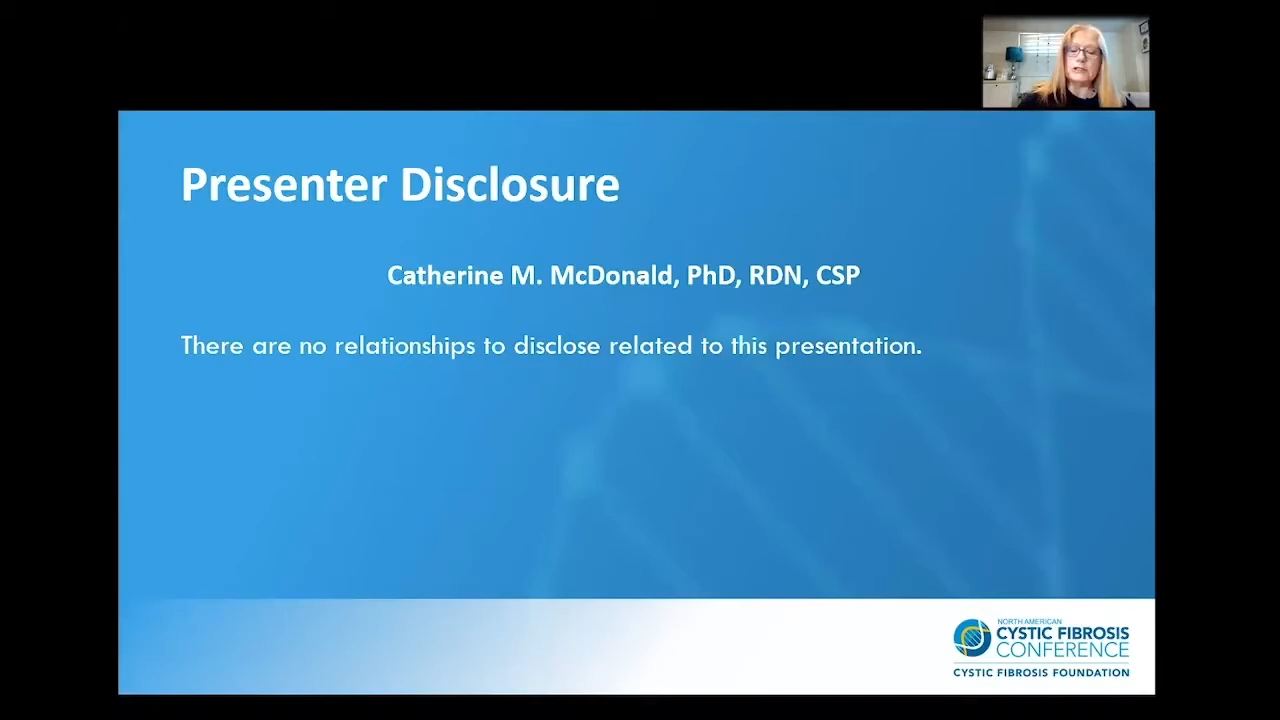 Presenter Disclosure
Catherine M. McDonald, PhD, RDN, CSP
There are no relationships to disclose related to this presentation.
NORTH AMERICAN
CYSTIC FIBROSIS
CONFERENCE
CYSTIC FIBROSIS FOUNDATION